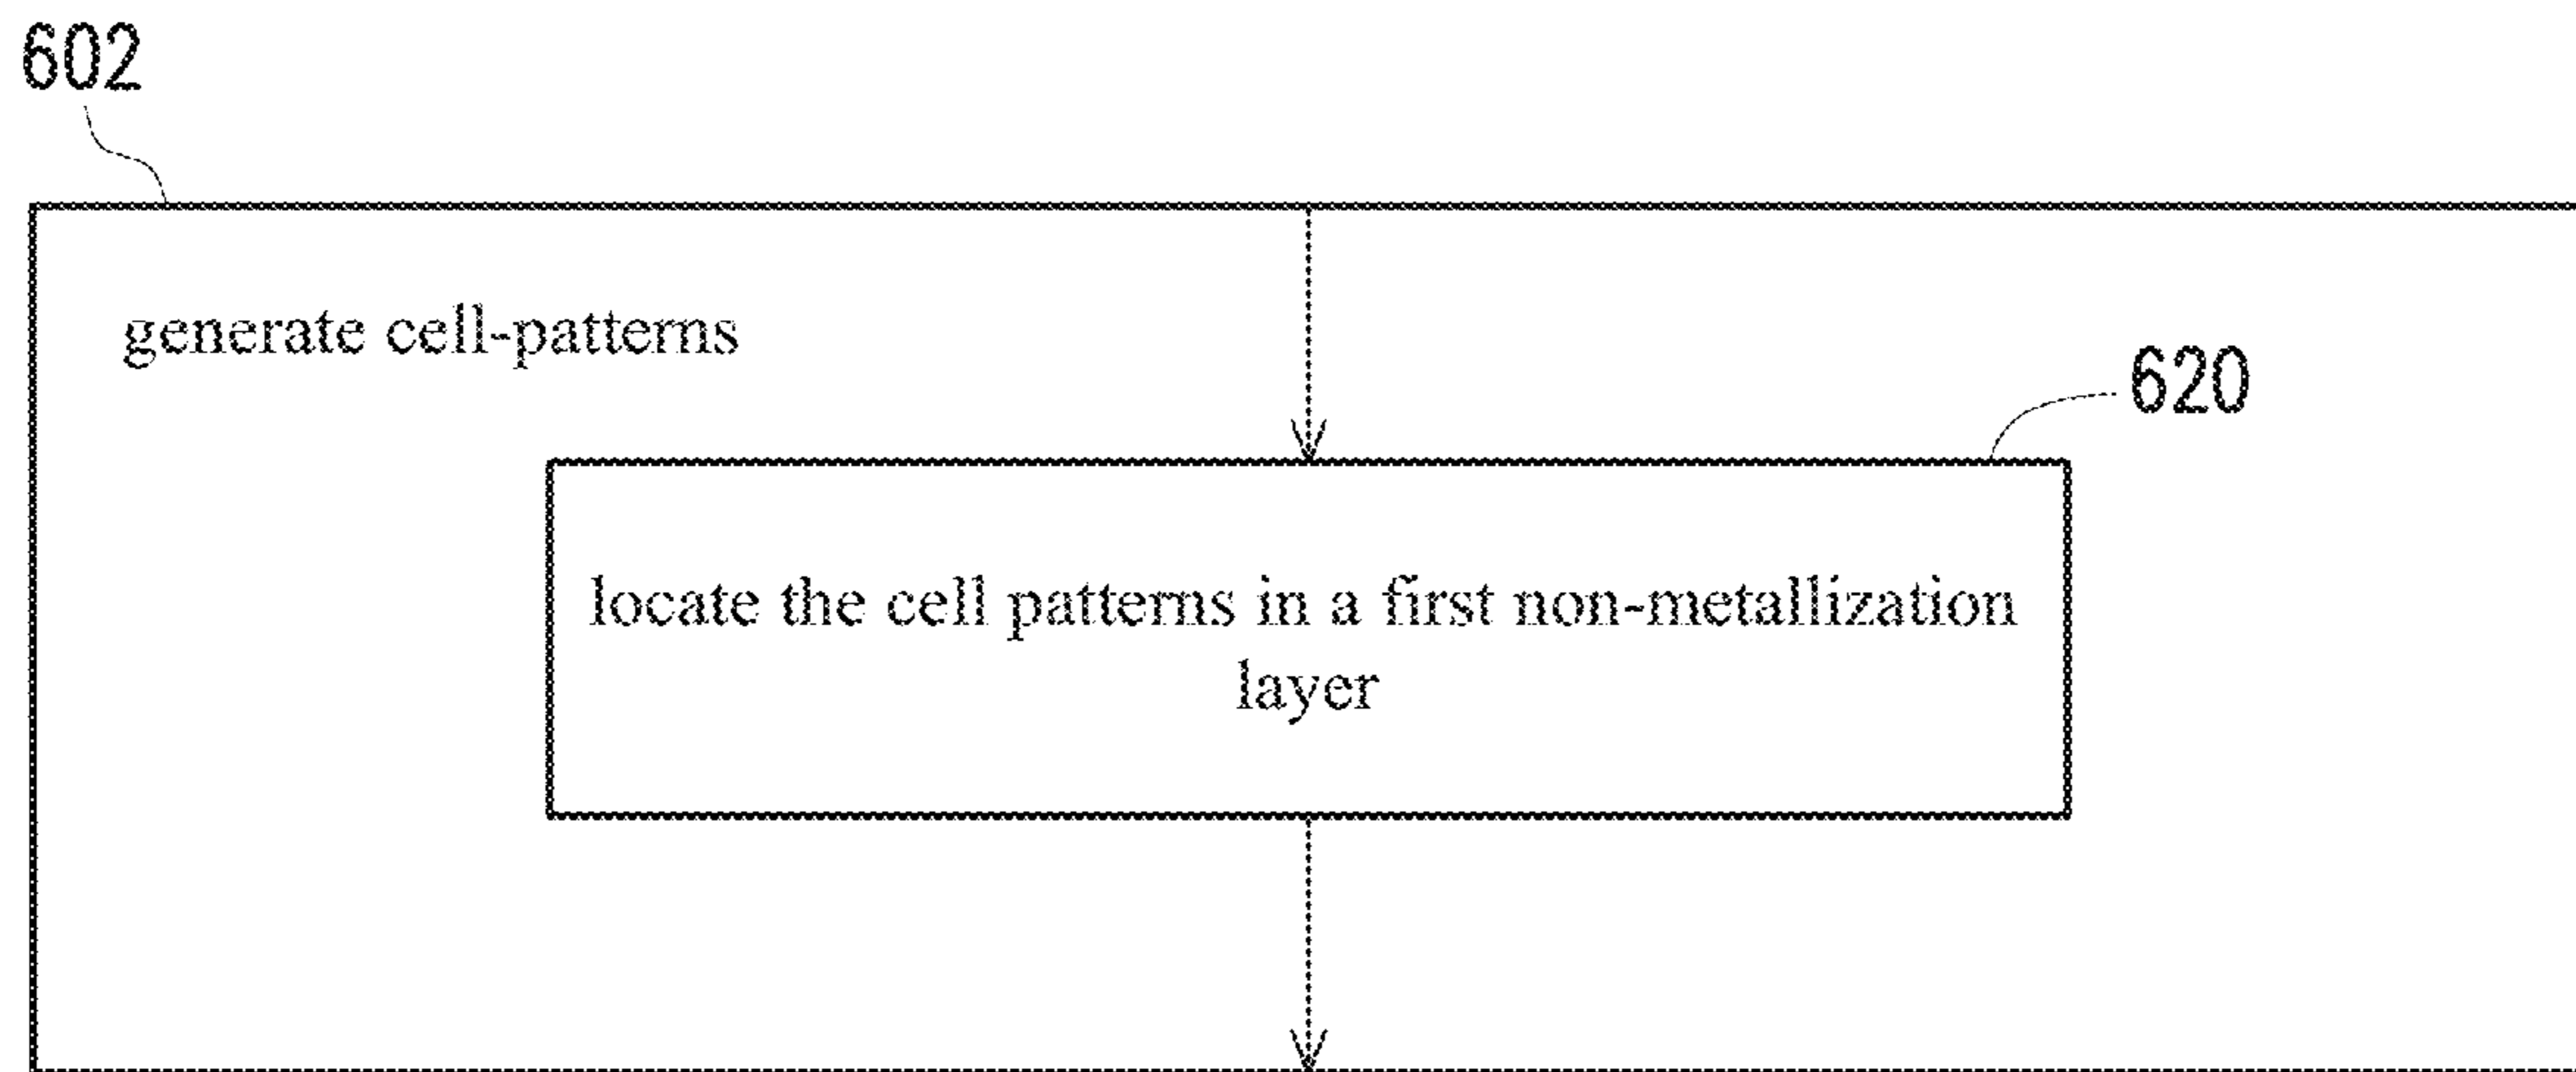 602
generate cell-patterns
620
locate the cell patterns in a first non-metallization
layer